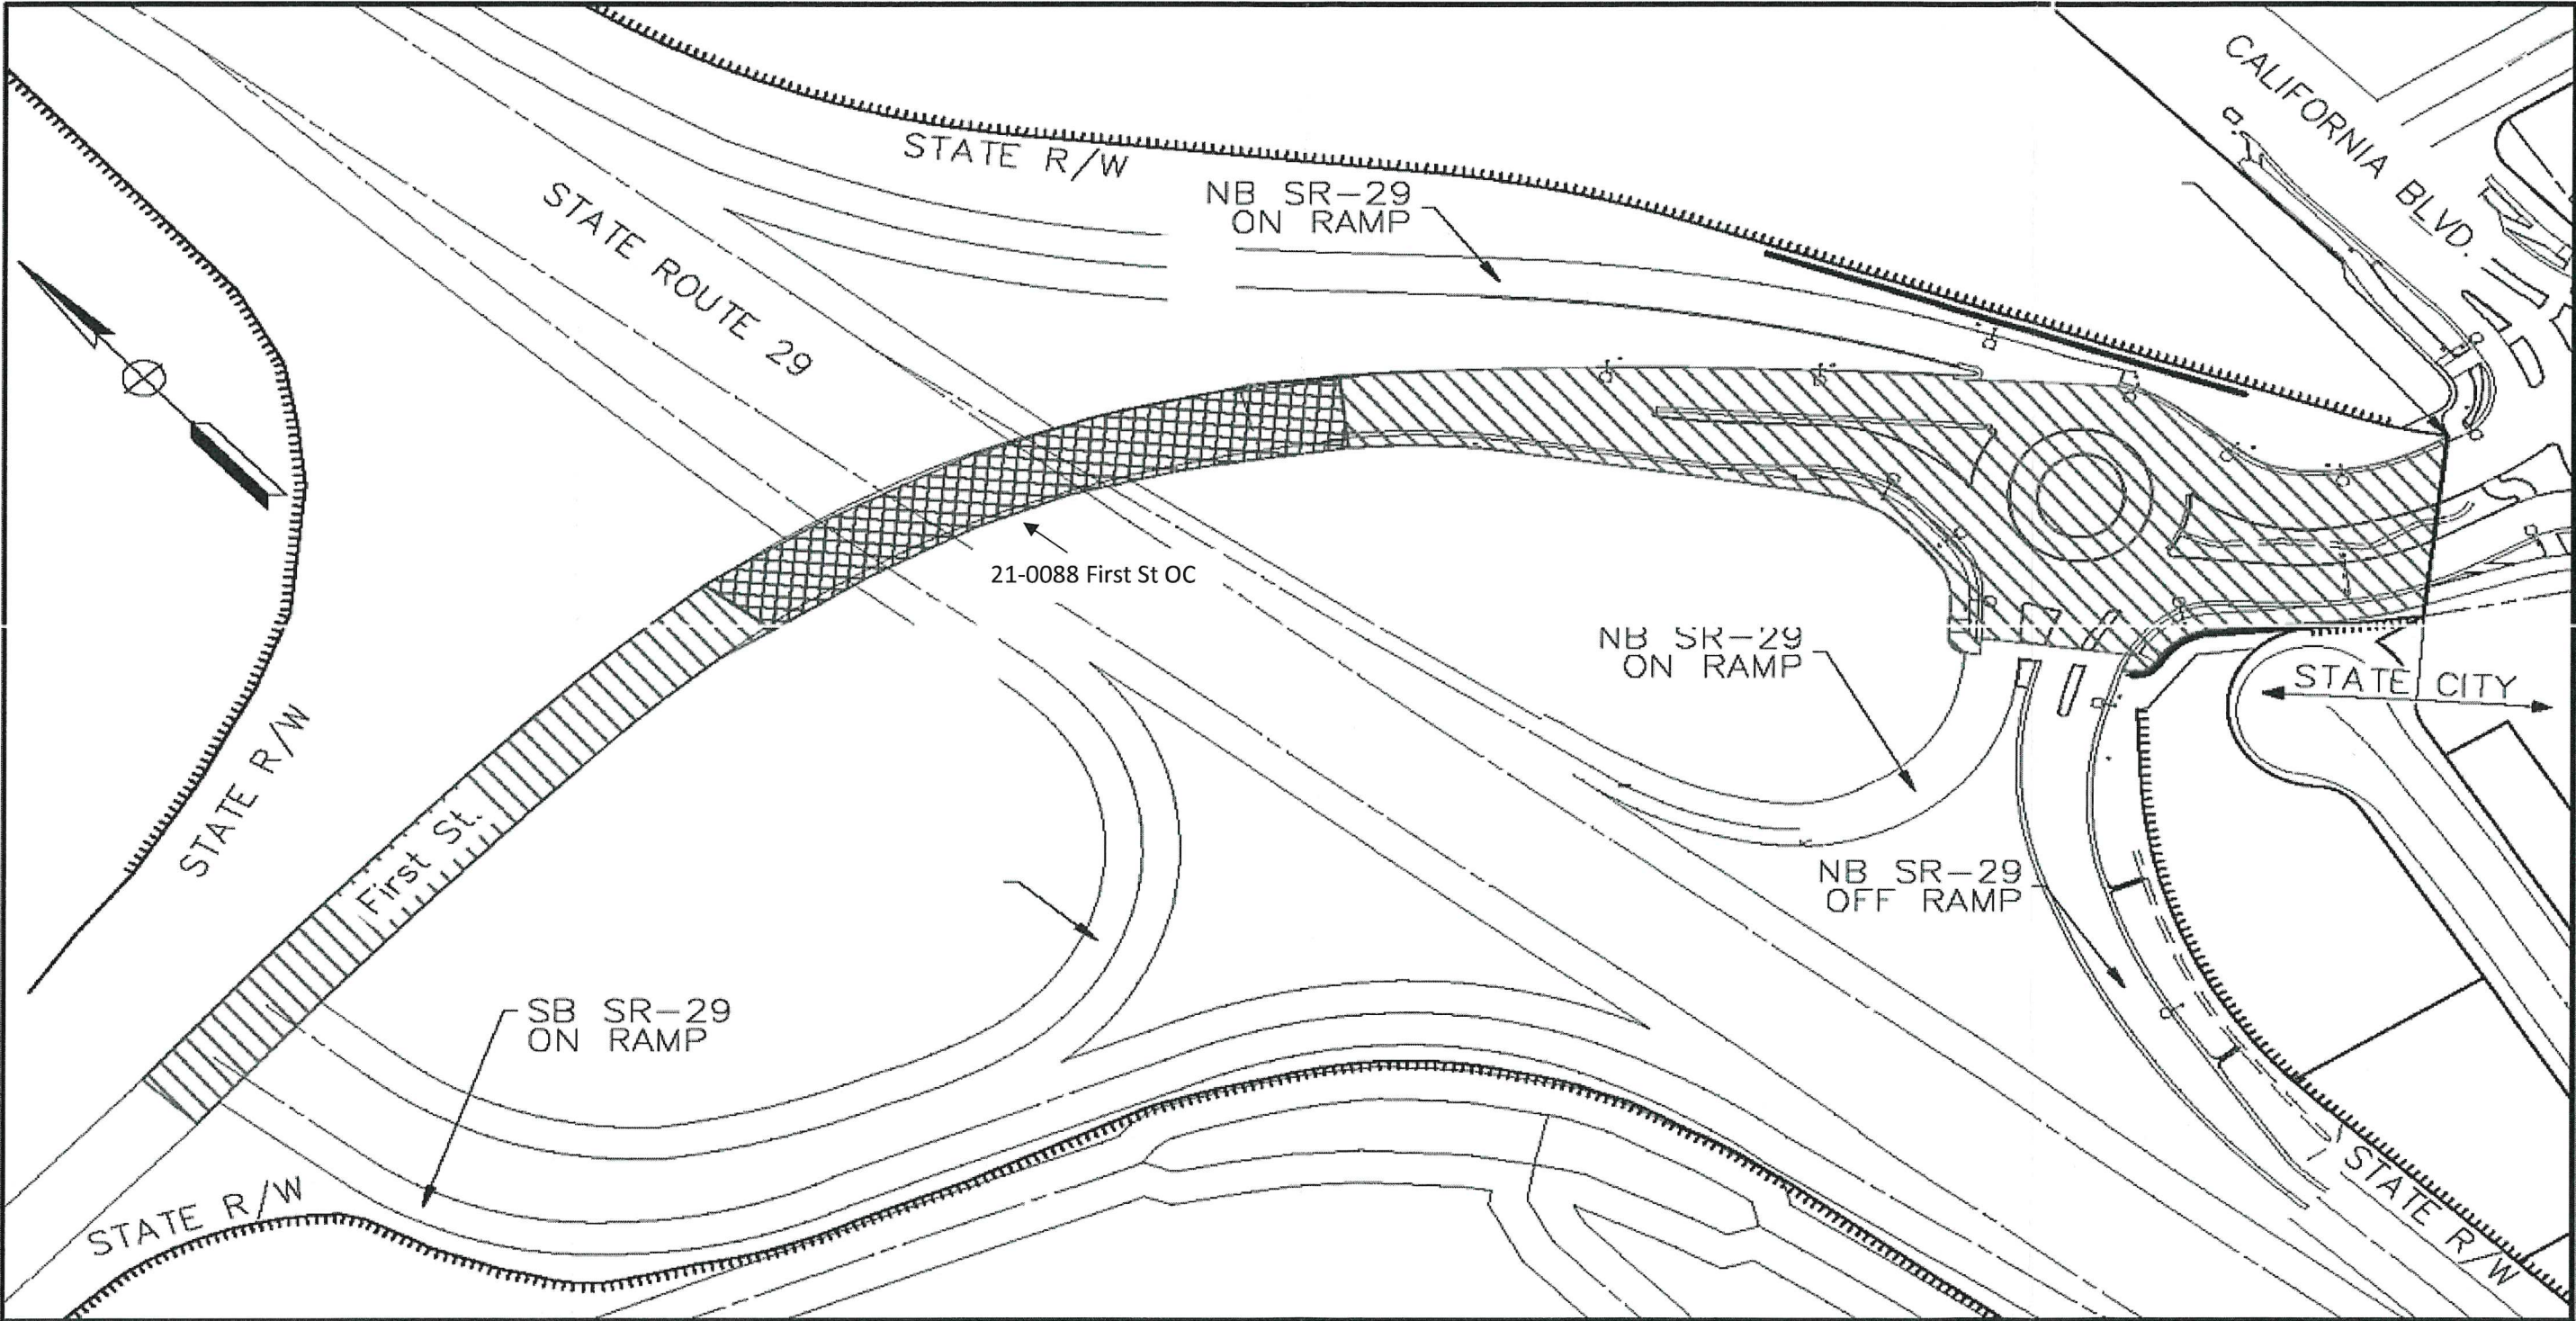 CALIFORNIA BLVD.
STATE R/W
NB SR-29
ON RAMP
STATE ROUTE 29
21-0088 First St OC
NB SR-29
ON RAMP
STATE CITY
STATE R/W
First St.
NB SR-29
OFF RAMP
SB SR-29
ON RAMP
STATE R/W
STATE R/W